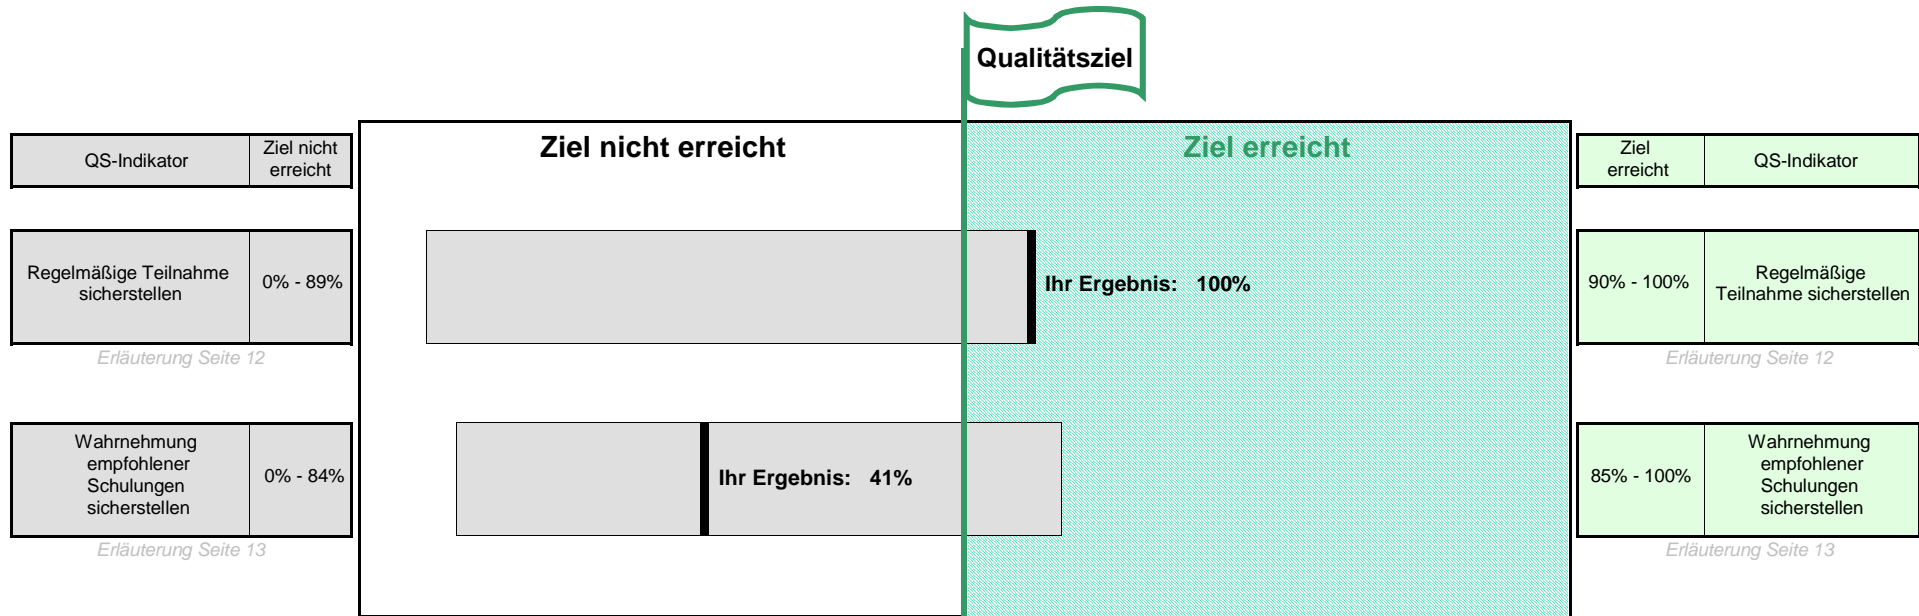 Qualitätsziel
QS-Indikator
Ziel nicht
erreicht
Ziel nicht erreicht
Ziel erreicht
Ziel
erreicht
QS-Indikator
Regelmäßige Teilnahme
sicherstellen
0% - 89%
Ihr Ergebnis: 100%
90% - 100%
Regelmäßige
Teilnahme sicherstellen
Erläuterung Seite 12
Erläuterung Seite 12
Wahrnehmung
empfohlener
Schulungen
sicherstellen
0% - 84%
Ihr Ergebnis: 41%
85% - 100%
Wahrnehmung
empfohlener
Schulungen
sicherstellen
Erläuterung Seite 13
Erläuterung Seite 13